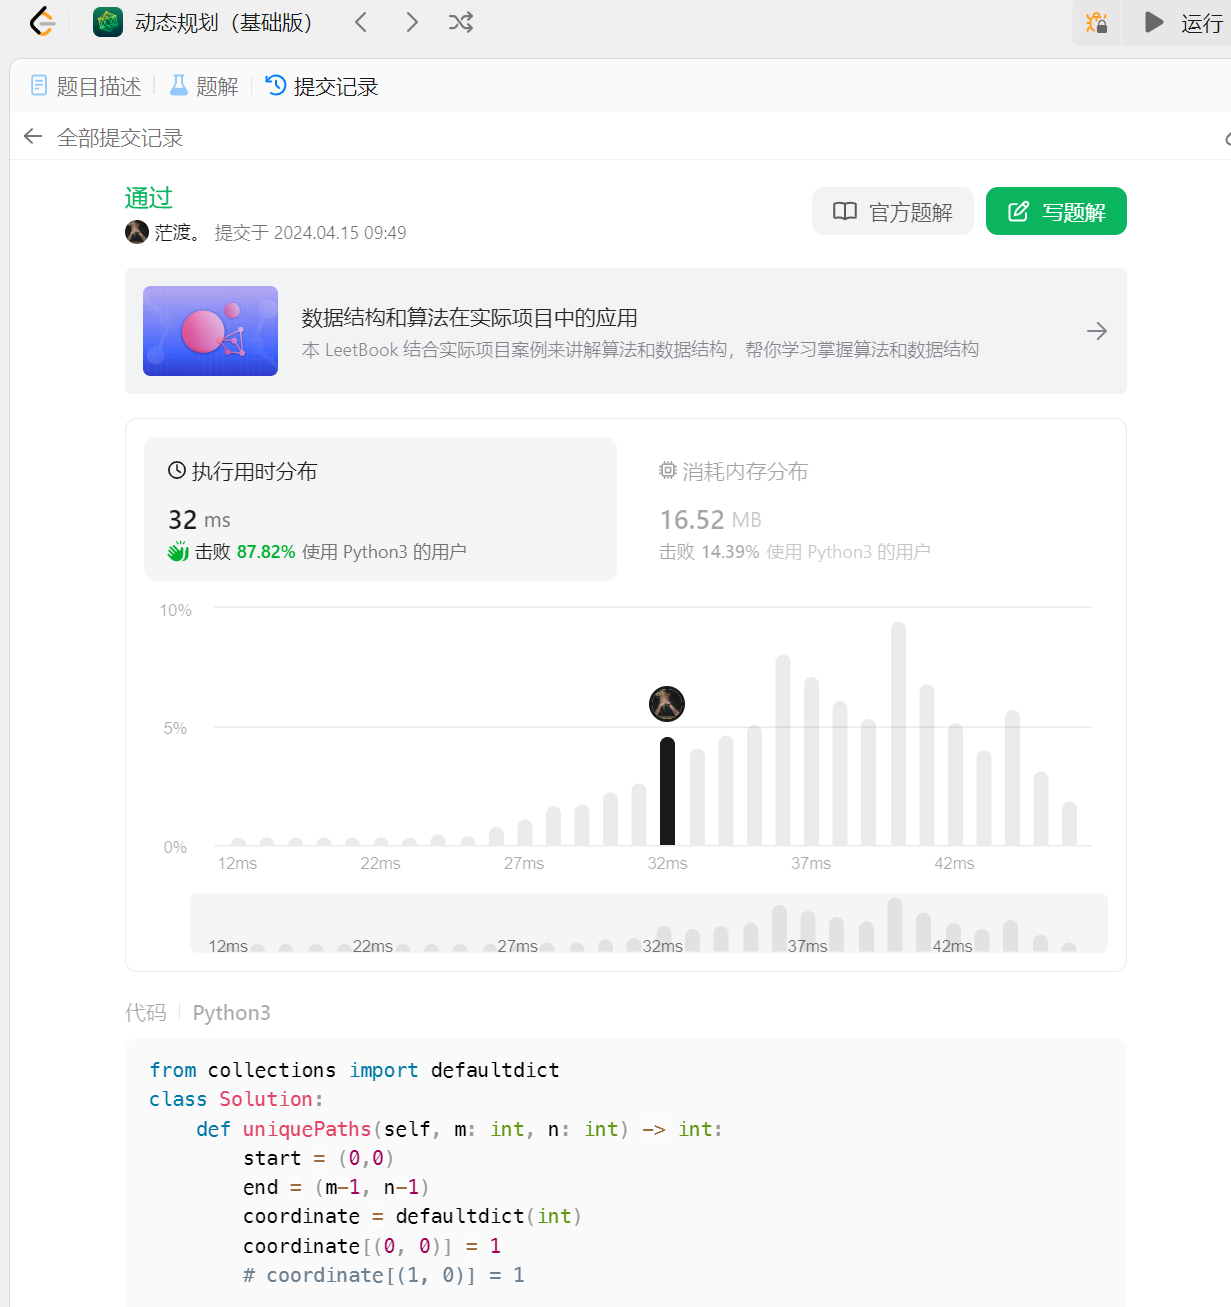 动态规划（基础版）
运行
题目描述
题解
提交记录
全部提交记录
通过
茫渡。 提交于 2024.04.15 09:49
官方题解
写题解
数据结构和算法在实际项目中的应用
本 LeetBook 结合实际项目案例来讲解算法和数据结构，帮你学习掌握算法和数据结构
执行用时分布
32 ms
击败 87.82% 使用 Python3 的用户
消耗内存分布
16.52 MB
击败 14.39% 使用 Python3 的用户
10%
5%
0%
12ms 22ms 27ms 32ms 37ms 42ms
12ms 22ms 27ms 32ms 37ms 42ms
代码 Python3
from collections import defaultdict
class Solution:
    def uniquePaths(self, m: int, n: int) -> int:
        start = (0,0)
        end = (m-1, n-1)
        coordinate = defaultdict(int)
        coordinate[(0, 0)] = 1
        # coordinate[(1, 0)] = 1